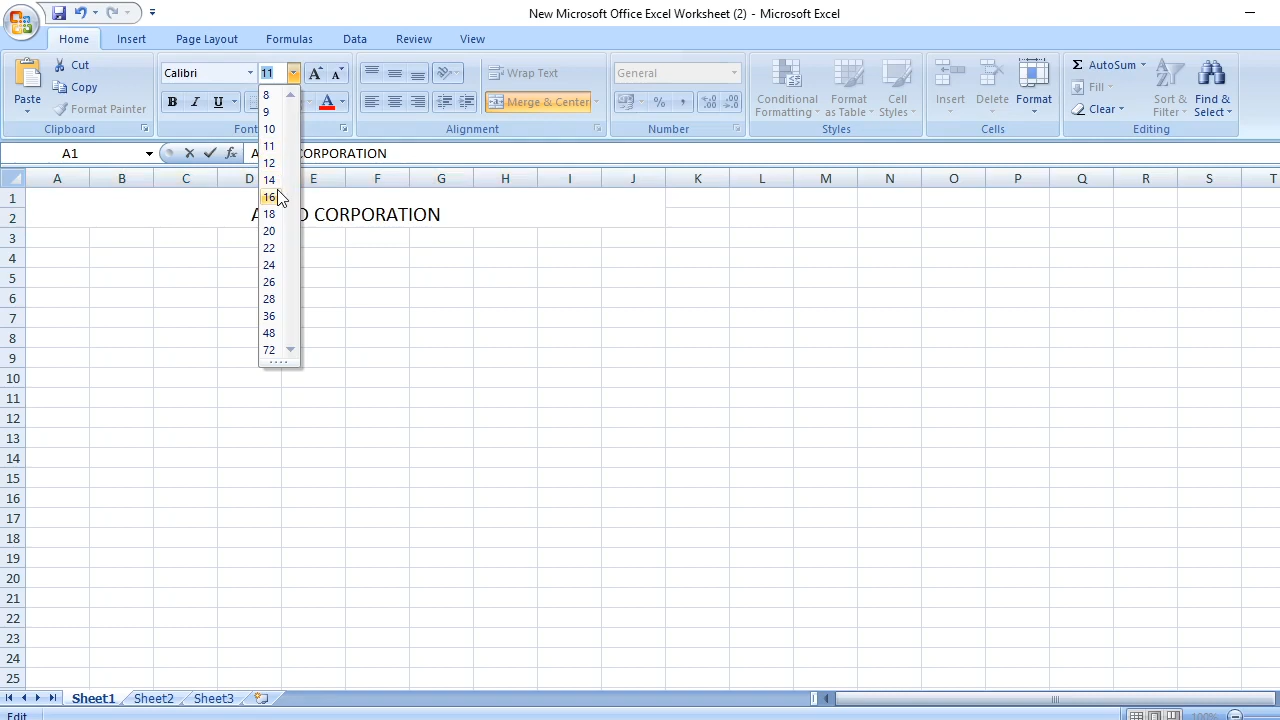 New Microsoft Office Excel Worksheet (2) - Microsoft Excel
Home Insert Page Layout Formulas Data Review View
Paste
Cut
Copy
Format Painter
Clipboard
Calibri 11 A A
B I U A
Font
Wrap Text
Merge & Center
Alignment
General
% ,
Number
Conditional Formatting
Format as Table
Cell Styles
Styles
Insert Delete Format
Cells
Σ AutoSum
Fill
Clear
Sort & Filter
Find & Select
Editing
8
9
10
11
12
14
16
18
20
22
24
26
28
36
48
72
A1 fx CORPORATION
A B C D E F G H I J K L M N O P Q R S T
CORPORATION
1
2
3
4
5
6
7
8
9
10
11
12
13
14
15
16
17
18
19
20
21
22
23
24
25
Sheet1 Sheet2 Sheet3
Edit 100%